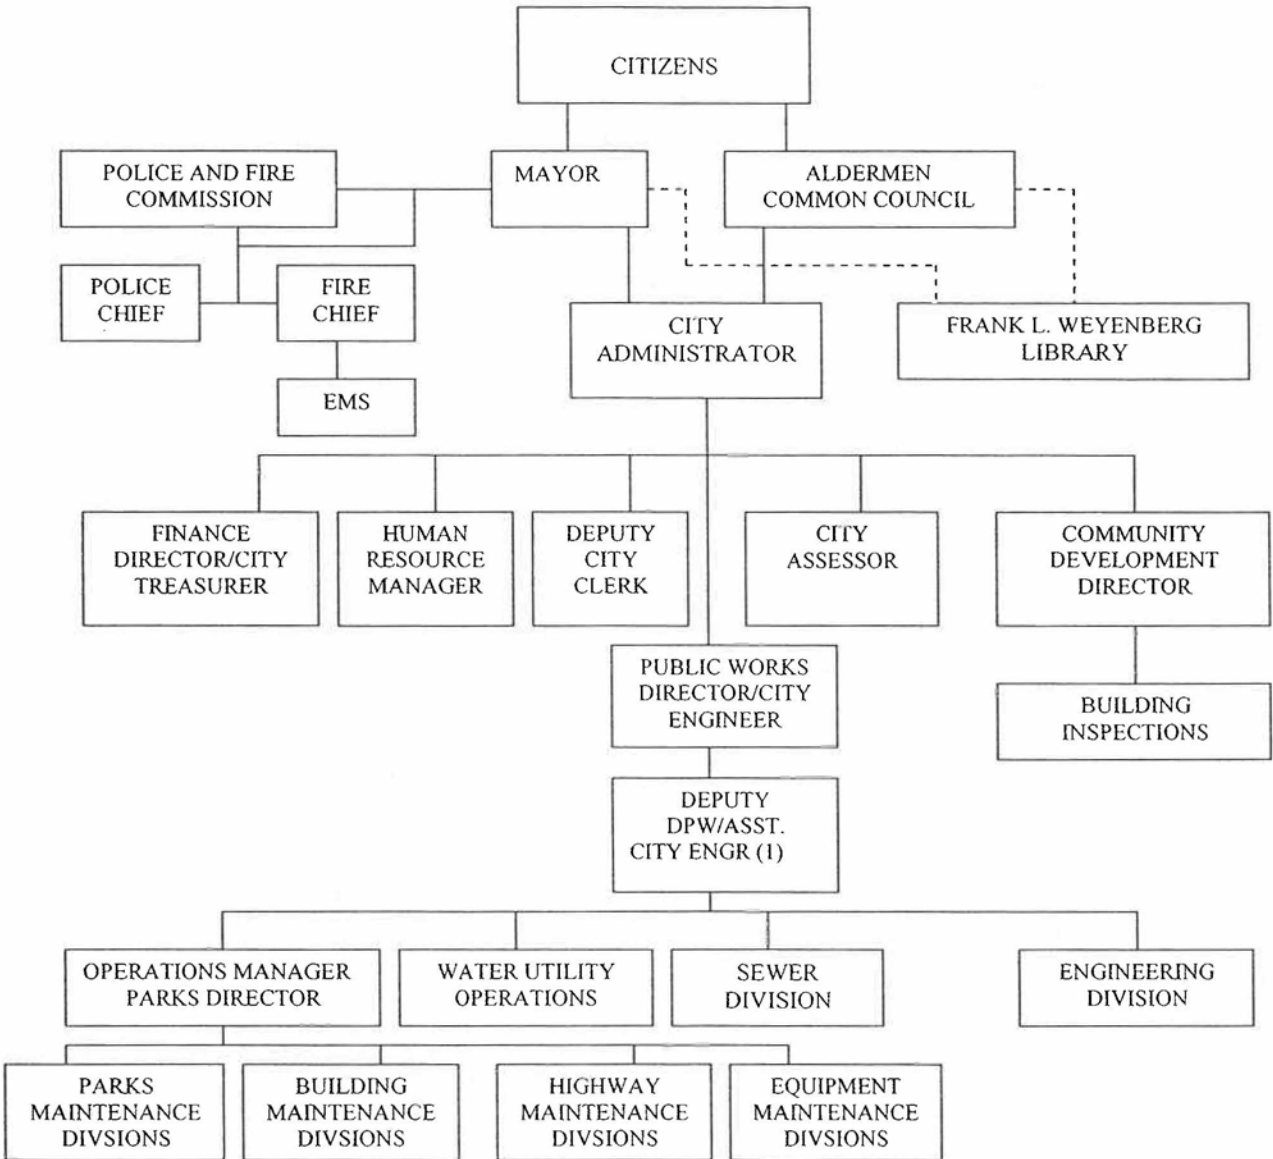 CITIZENS
POLICE AND FIRE
COMMISSION
MAYOR
ALDERMEN
COMMON COUNCIL
POLICE
CHIEF
FIRE
CHIEF
CITY
ADMINISTRATOR
FRANK L. WEYENBERG
LIBRARY
EMS
FINANCE
DIRECTOR/CITY
TREASURER
HUMAN
RESOURCE
MANAGER
DEPUTY
CITY
CLERK
CITY
ASSESSOR
COMMUNITY
DEVELOPMENT
DIRECTOR
PUBLIC WORKS
DIRECTOR/CITY
ENGINEER
BUILDING
INSPECTIONS
DEPUTY
DPW/ASST.
CITY ENGR (1)
OPERATIONS MANAGER
PARKS DIRECTOR
WATER UTILITY
OPERATIONS
SEWER
DIVISION
ENGINEERING
DIVISION
PARKS
MAINTENANCE
DIVSIONS
BUILDING
MAINTENANCE
DIVSIONS
HIGHWAY
MAINTENANCE
DIVSIONS
EQUIPMENT
MAINTENANCE
DIVSIONS